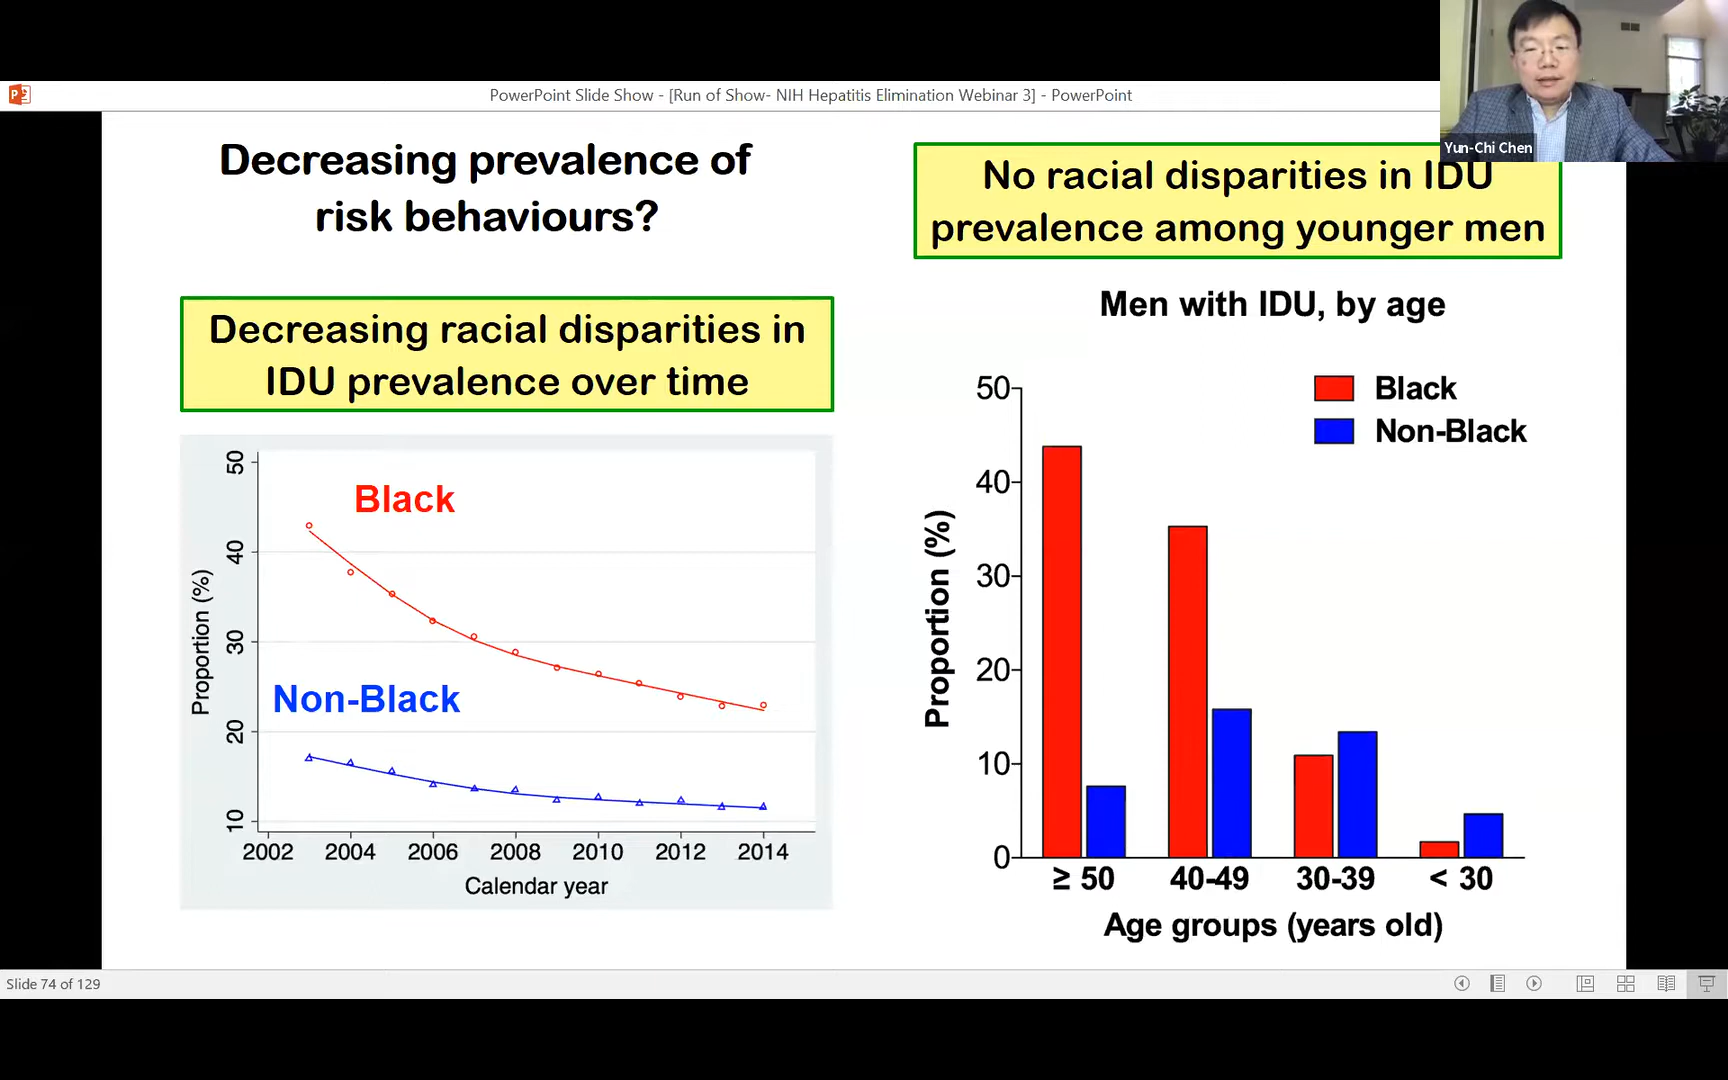 PowerPoint Slide Show - [Run of Show- NIH Hepatitis Elimination Webinar 3] - PowerPoint
Yun-Chi Chen
Decreasing prevalence of
risk behaviours?
Decreasing racial disparities in
IDU prevalence over time
50
40
30
20
10
Proportion (%)
Black
Non-Black
2002 2004 2006 2008 2010 2012 2014
Calendar year
No racial disparities in IDU
prevalence among younger men
Men with IDU, by age
Black
Non-Black
50
40
30
20
10
0
Proportion (%)
≥ 50 40-49 30-39 < 30
Age groups (years old)
Slide 74 of 129